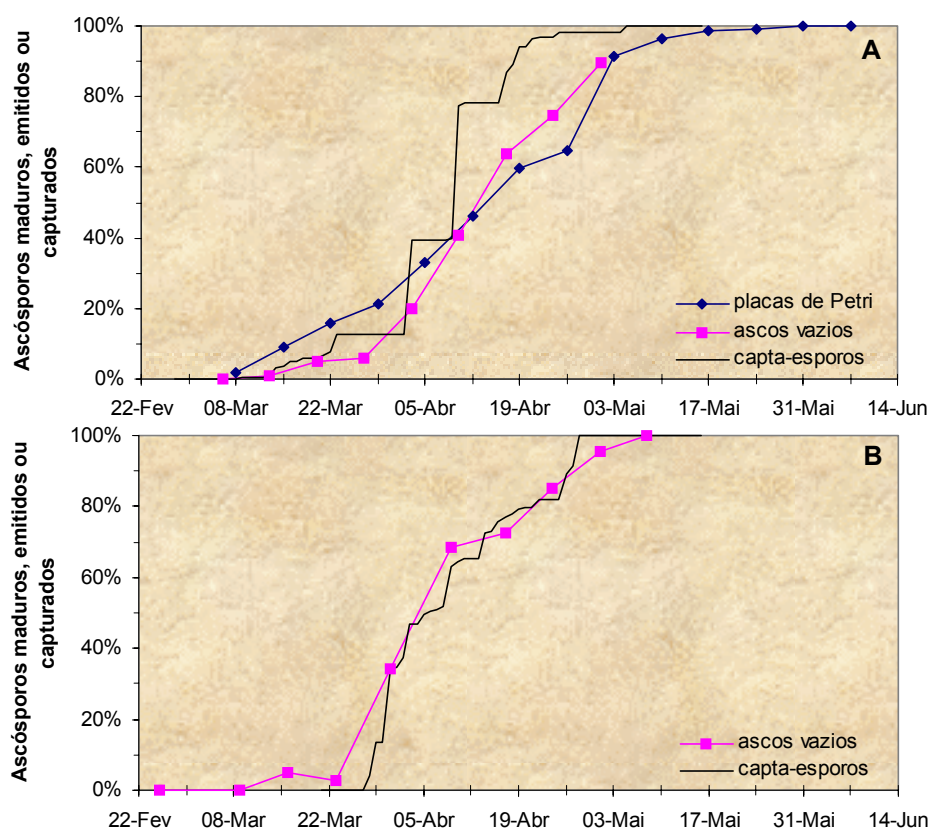 100%
80%
60%
40%
20%
0%
Ascósporos maduros, emitidos ou
capturados
A
placas de Petri
ascos vazios
capta-esporos
22-Fev 08-Mar 22-Mar 05-Abr 19-Abr 03-Mai 17-Mai 31-Mai 14-Jun
100%
80%
60%
40%
20%
0%
Ascósporos maduros, emitidos ou
capturados
B
ascos vazios
capta-esporos
22-Fev 08-Mar 22-Mar 05-Abr 19-Abr 03-Mai 17-Mai 31-Mai 14-Jun